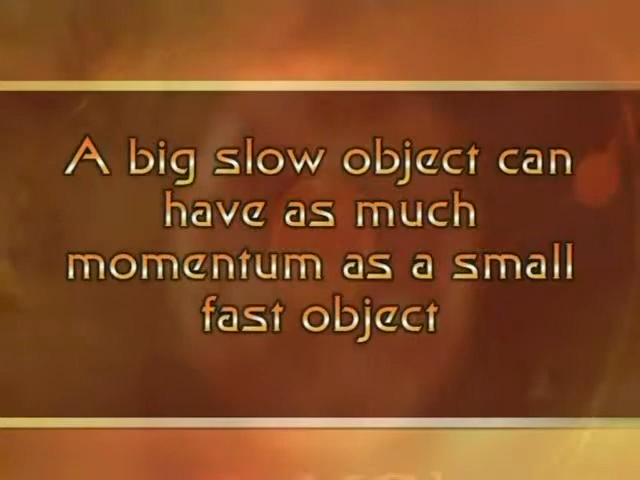 A big slow object can
have as much
momentum as a small
fast object